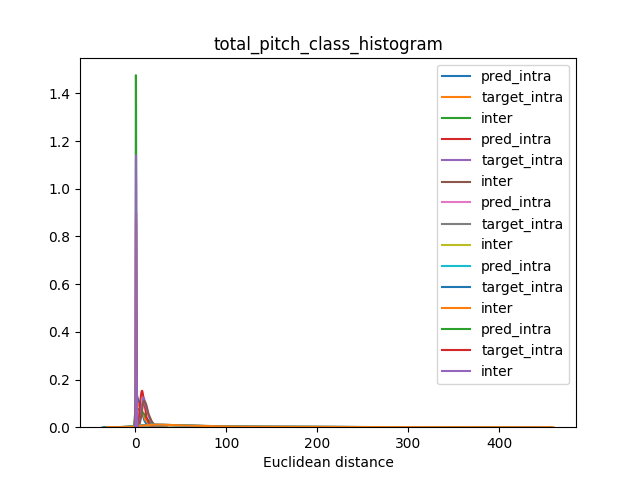 total_pitch_class_histogram
pred_intra
target_intra
inter
pred_intra
target_intra
inter
pred_intra
target_intra
inter
pred_intra
target_intra
inter
pred_intra
target_intra
inter
1.4
1.2
1.0
0.8
0.6
0.4
0.2
0.0
0 100 200 300 400
Euclidean distance